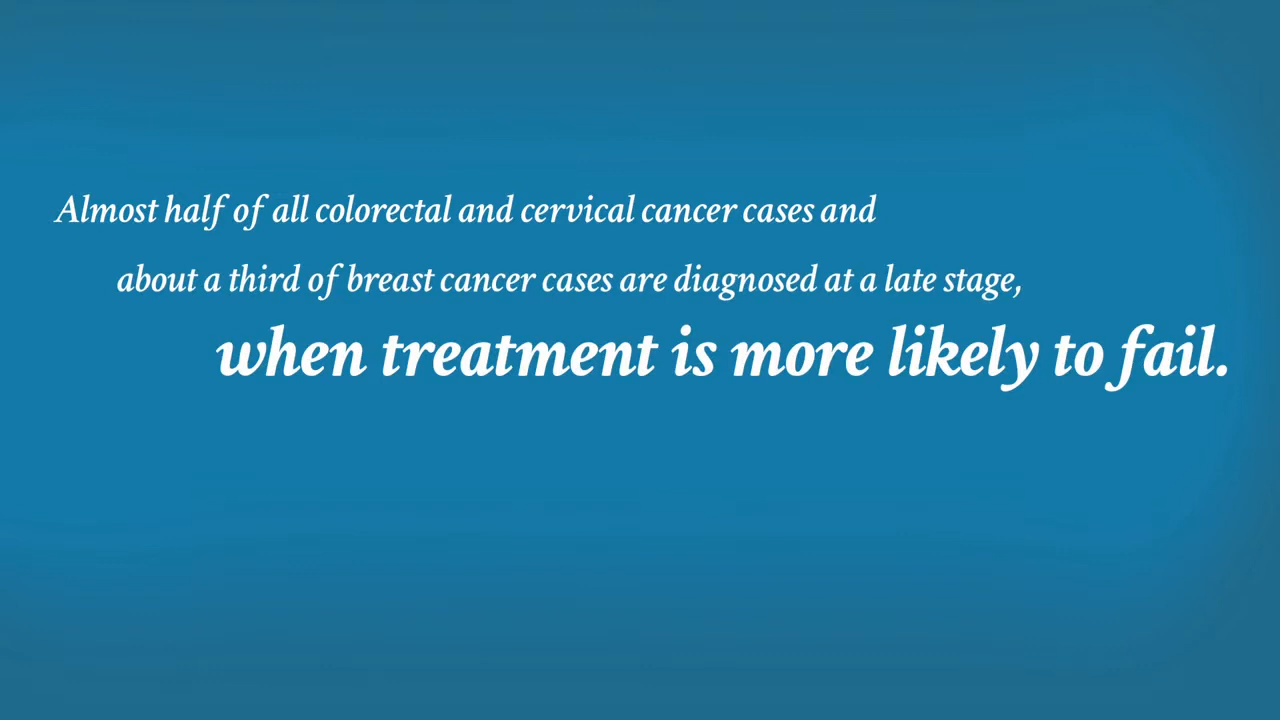 Almost half of all colorectal and cervical cancer cases and
about a third of breast cancer cases are diagnosed at a late stage,
when treatment is more likely to fail.